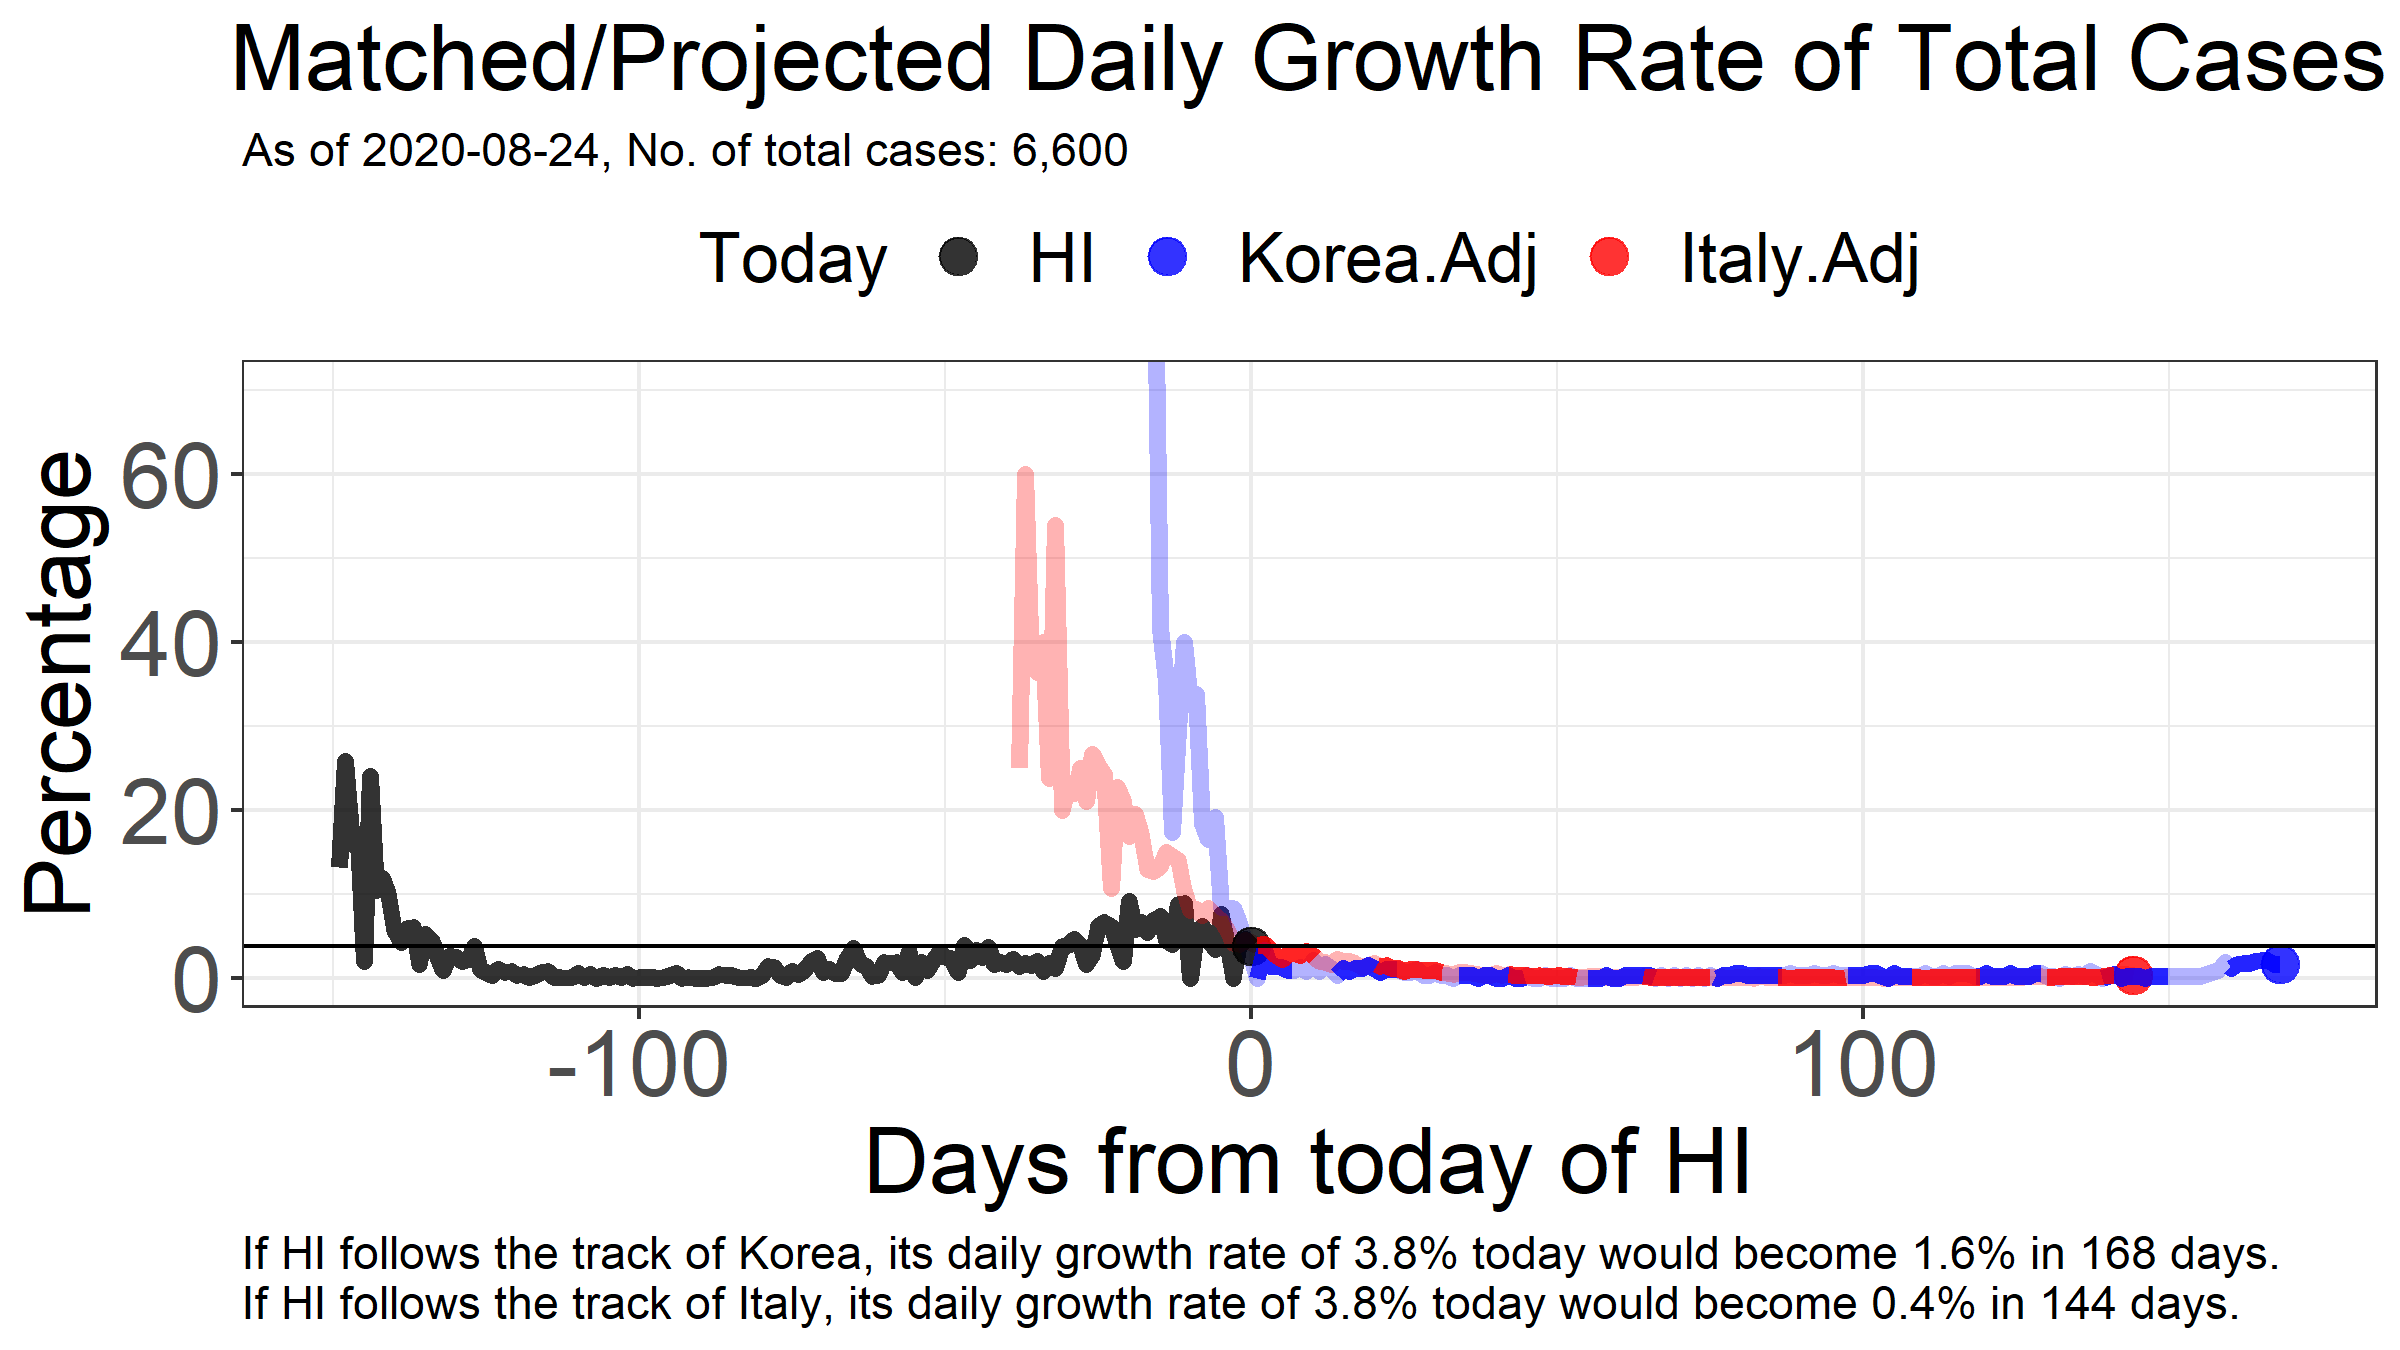 Matched/Projected Daily Growth Rate of Total Cases
As of 2020-08-24, No. of total cases: 6,600
Today HI Korea.Adj Italy.Adj
Percentage
60
40
20
0
-100 0 100
Days from today of HI
If HI follows the track of Korea, its daily growth rate of 3.8% today would become 1.6% in 168 days.
If HI follows the track of Italy, its daily growth rate of 3.8% today would become 0.4% in 144 days.